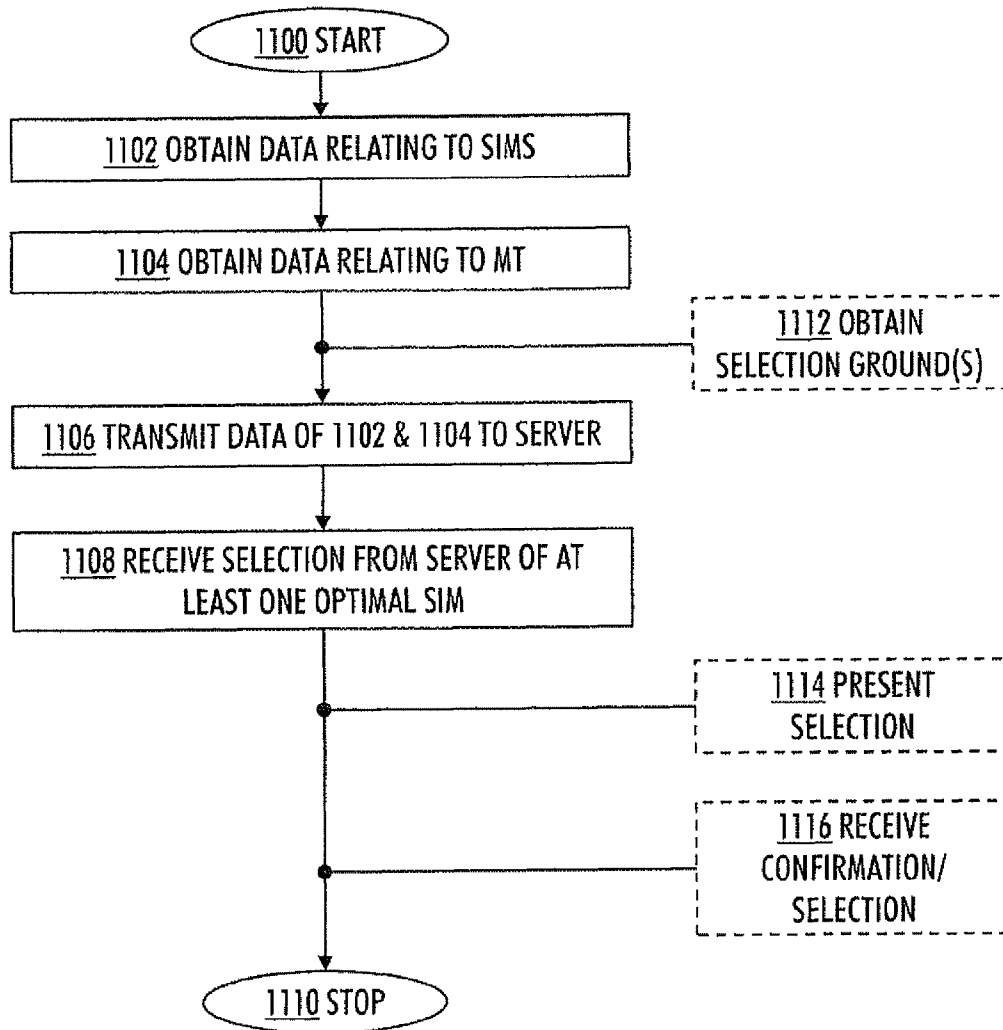 1100 START
1102 OBTAIN DATA RELATING TO SIMS
1104 OBTAIN DATA RELATING TO MT
1112 OBTAIN
SELECTION GROUND(S)
1106 TRANSMIT DATA OF 1102 & 1104 TO SERVER
1108 RECEIVE SELECTION FROM SERVER OF AT
LEAST ONE OPTIMAL SIM
1114 PRESENT
SELECTION
1116 RECEIVE
CONFIRMATION/
SELECTION
1110 STOP